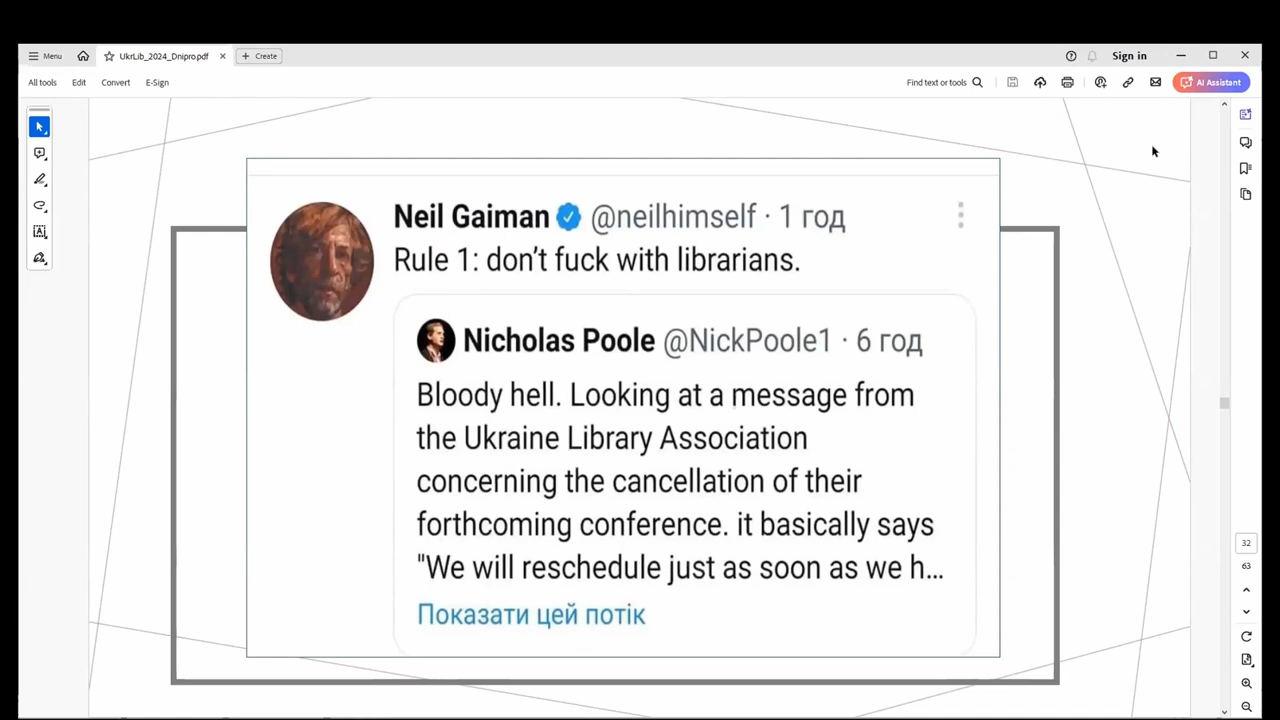 Menu
UkrLib_2024_Dnipro.pdf
Create
Sign in
All tools
Edit
Convert
E-Sign
Find text or tools
AI Assistant
Neil Gaiman @neilhimself · 1 год
Rule 1: don't fuck with librarians.
Nicholas Poole @NickPoole1 · 6 год
Bloody hell. Looking at a message from
the Ukraine Library Association
concerning the cancellation of their
forthcoming conference. it basically says
"We will reschedule just as soon as we h...
Показати цей потік
32
63